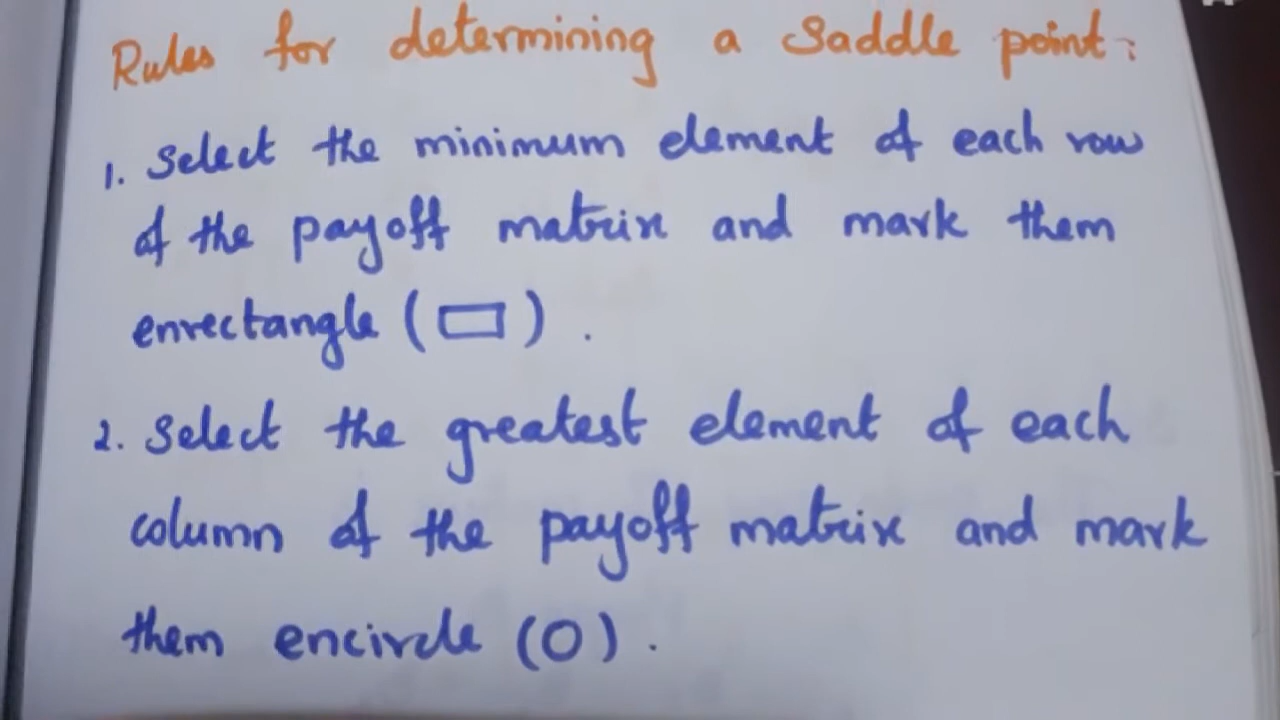 Rules for determining a Saddle point:
1. Select the minimum element of each row
of the payoff matrix and mark them
enrectangle (▭).
2. Select the greatest element of each
column of the payoff matrix and mark
them encircle (O).